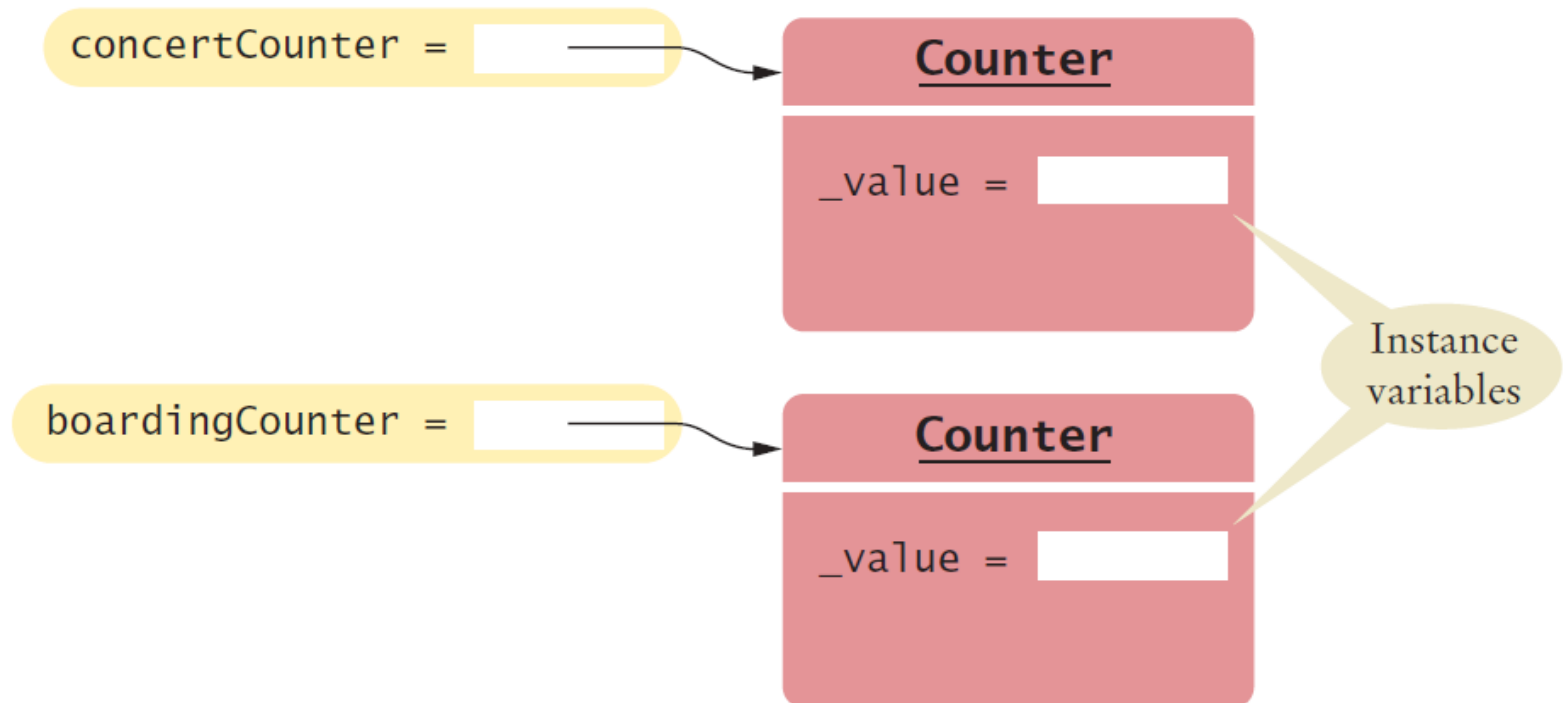 concertCounter =
Counter
_value =
Instance
variables
boardingCounter =
Counter
_value =